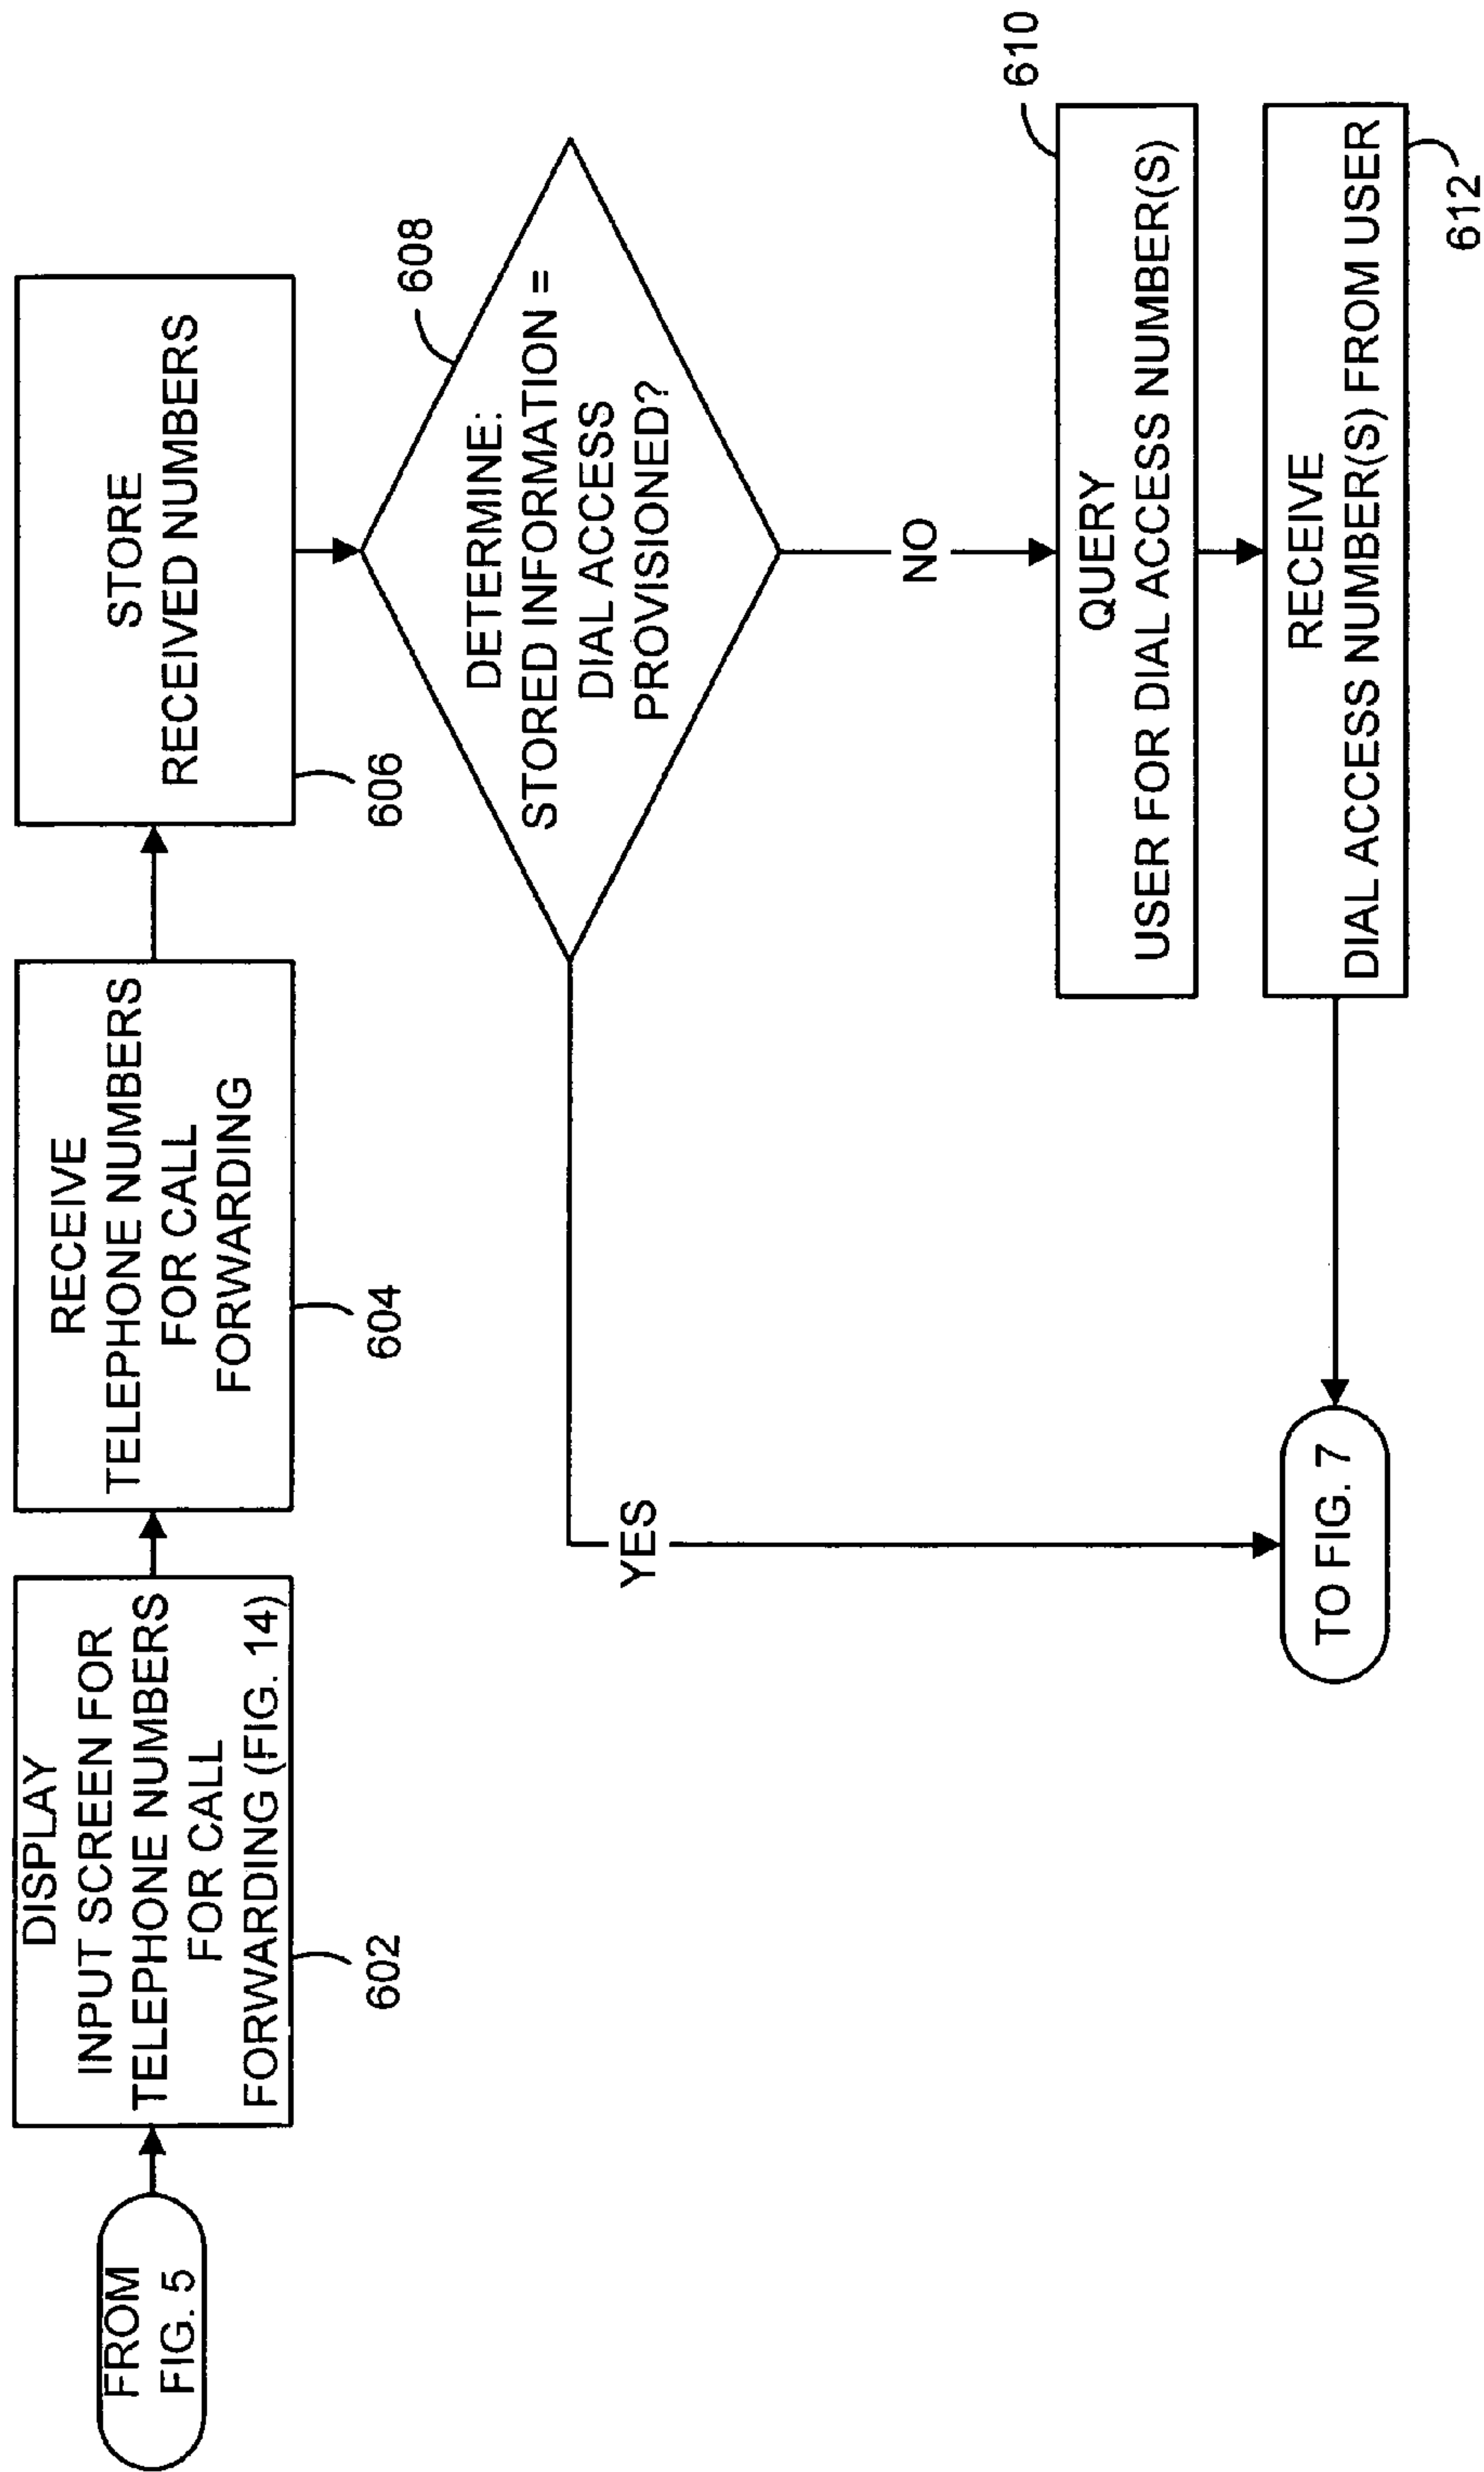 FROM
FIG. 5
DISPLAY
INPUT SCREEN FOR
TELEPHONE NUMBERS
FOR CALL
FORWARDING (FIG. 14)
602
RECEIVE
TELEPHONE NUMBERS
FOR CALL
FORWARDING
604
STORE
RECEIVED NUMBERS
606
DETERMINE:
STORED INFORMATION =
DIAL ACCESS
PROVISIONED?
608
YES
NO
QUERY
USER FOR DIAL ACCESS NUMBER(S)
610
RECEIVE
DIAL ACCESS NUMBER(S) FROM USER
612
TO FIG. 7